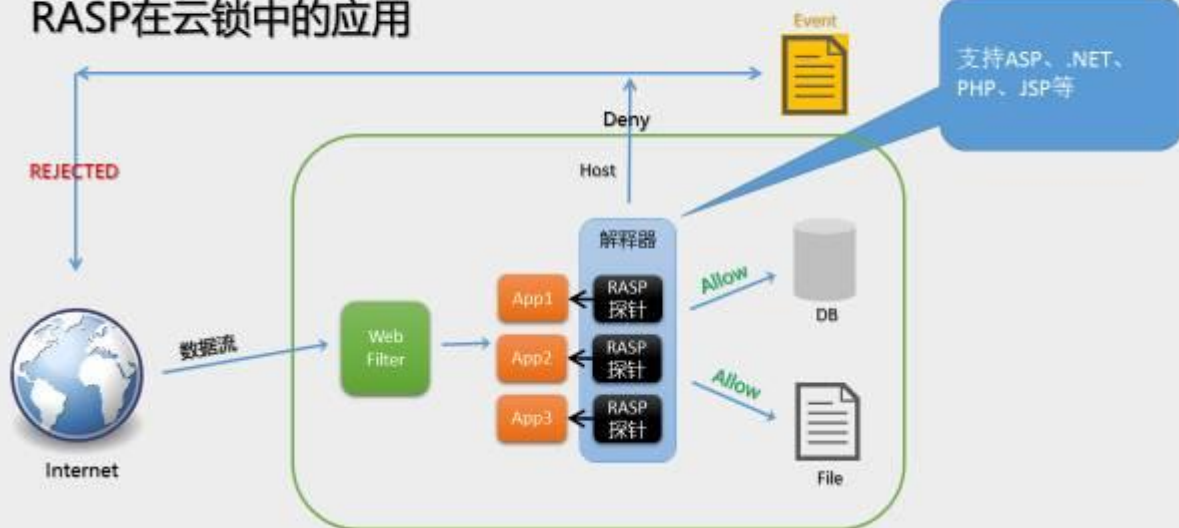 RASP在云锁中的应用
Event
支持ASP、.NET、
PHP、JSP等
Deny
REJECTED
Host
解释器
App1
RASP
探针
Allow
DB
数据流
Web
Filter
App2
RASP
探针
Allow
App3
RASP
探针
Internet
File